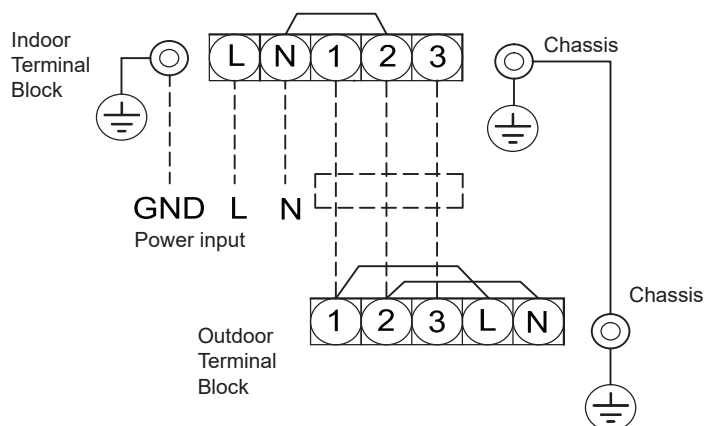 Indoor
Terminal
Block
L N 1 2 3
Chassis
GND L N
Power input
Outdoor
Terminal
Block
1 2 3 L N
Chassis